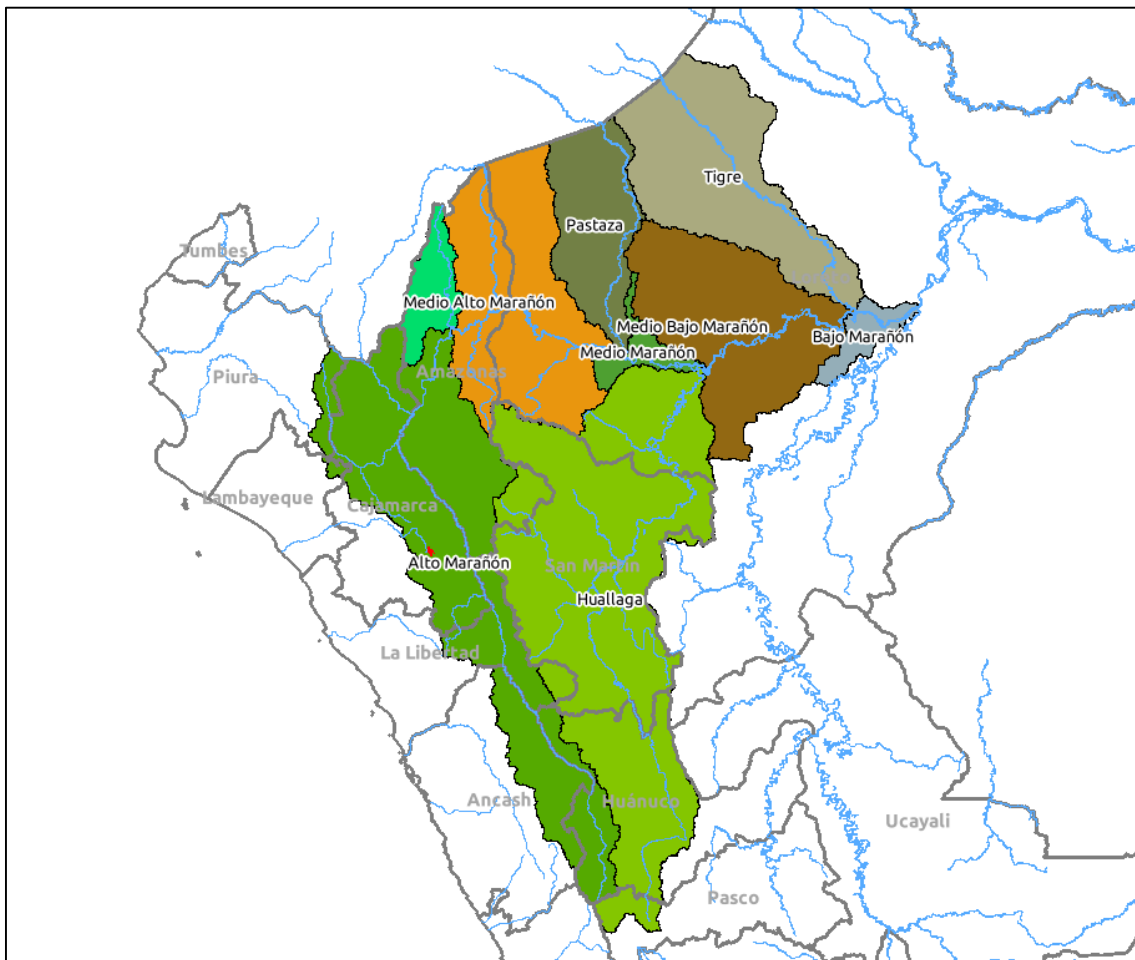 Tigre
Pastaza
Tumbes
Medio Alto Marañón
Medio Bajo Marañón
Bajo Marañón
Medio Marañón
Amazonas
Piura
Lambayeque
Cajamarca
Alto Marañón
San Martín
Huallaga
La Libertad
Ancash
Huánuco
Ucayali
Pasco